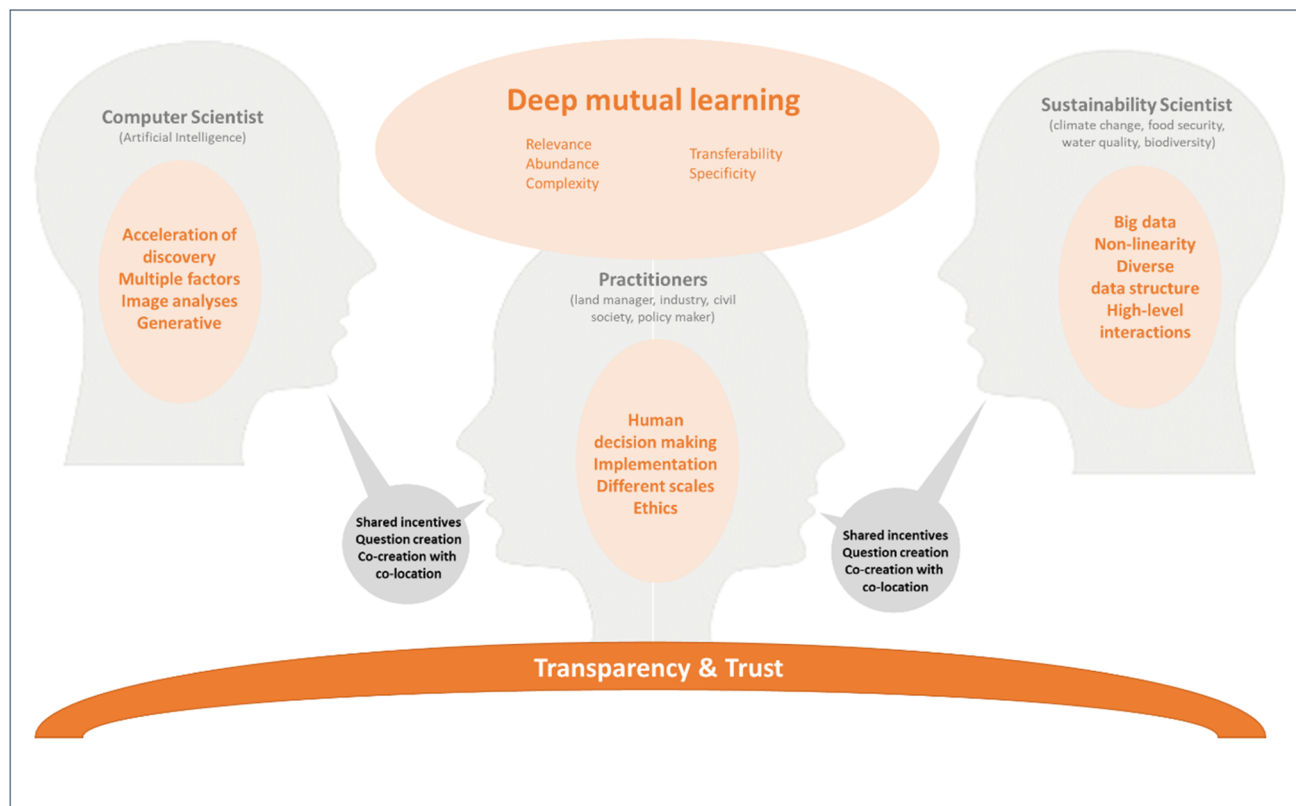 Computer Scientist
(Artificial Intelligence)
Acceleration of
discovery
Multiple factors
Image analyses
Generative
Deep mutual learning
Relevance
Abundance
Complexity
Transferability
Specificity
Sustainability Scientist
(climate change, food security,
water quality, biodiversity)
Big data
Non-linearity
Diverse
data structure
High-level
interactions
Practitioners
(land manager, industry, civil
society, policy maker)
Human
decision making
Implementation
Different scales
Ethics
Shared incentives
Question creation
Co-creation with
co-location
Shared incentives
Question creation
Co-creation with
co-location
Transparency & Trust